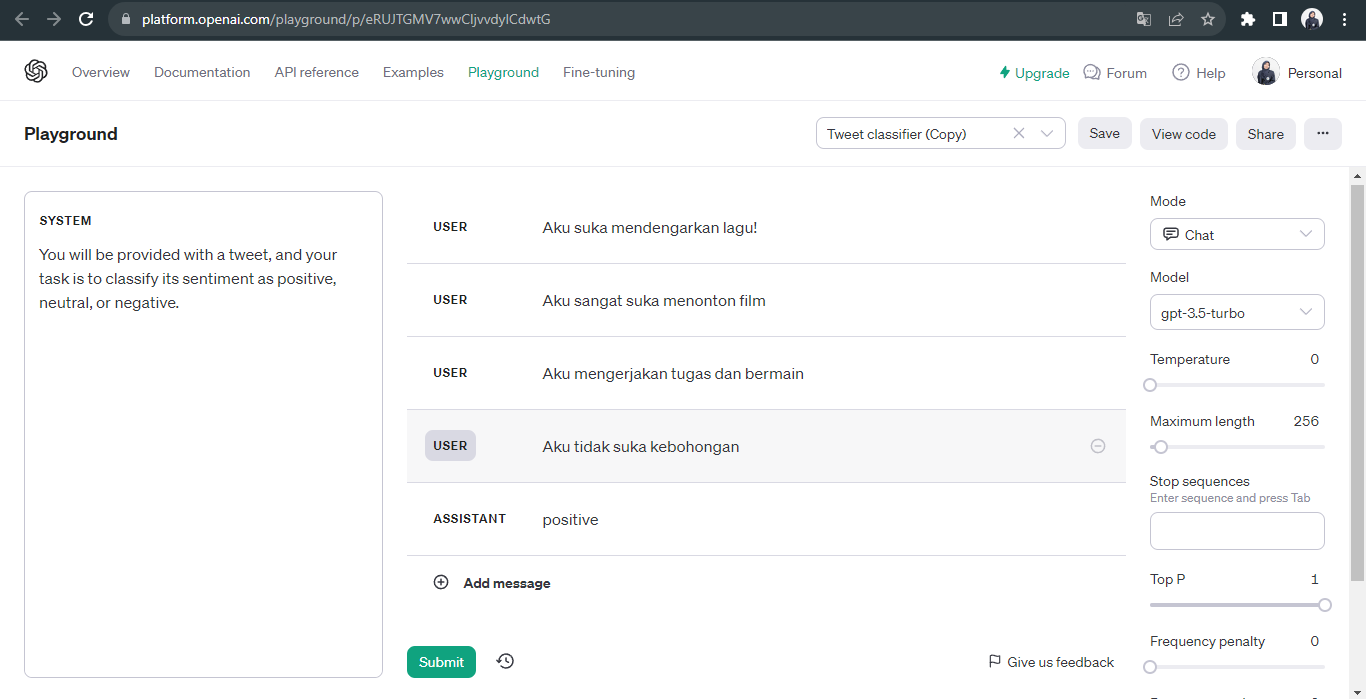 platform.openai.com/playground/p/eRUJTGMV7wwCIjvvdyICdwtG
Overview Documentation API reference Examples Playground Fine-tuning Upgrade Forum Help Personal
Playground Tweet classifier (Copy) Save View code Share ...
SYSTEM
You will be provided with a tweet, and your
task is to classify its sentiment as positive,
neutral, or negative.
USER Aku suka mendengarkan lagu!
USER Aku sangat suka menonton film
USER Aku mengerjakan tugas dan bermain
USER Aku tidak suka kebohongan
ASSISTANT positive
Add message
Submit
Give us feedback
Mode
Chat
Model
gpt-3.5-turbo
Temperature 0
Maximum length 256
Stop sequences
Enter sequence and press Tab
Top P 1
Frequency penalty 0